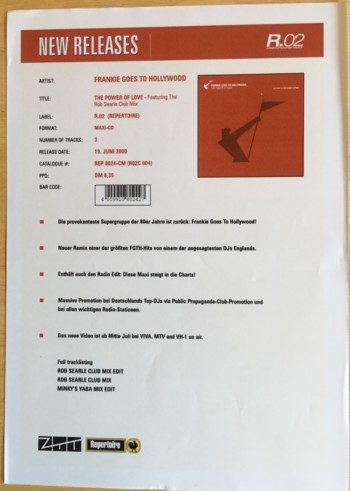 NEW RELEASES
R.02
ARTIST: FRANKIE GOES TO HOLLYWOOD
TITLE: THE POWER OF LOVE - Featuring The
Rob Searle Club Mix
LABEL: R.02 (REPERTOIRE)
FORMAT: MAXI-CD
NUMBER OF TRACKS: 3
RELEASE DATE: 19. JUNI 2000
CATALOGUE #: REP 8024-CM (R02C 004)
PPD: DM 8,35
BAR CODE:
FRANKIE GOES TO HOLLYWOOD
Die provokanteste Supergruppe der 80er Jahre ist zurück: Frankie Goes To Hollywood!
Neuer Remix einer der größten FGTH-Hits von einem der angesagtesten DJs Englands.
Enthält auch den Radio Edit: Diese Maxi steigt in die Charts!
Massive Promotion bei Deutschlands Top-DJs via Public Propaganda-Club-Promotion und
bei allen wichtigen Radio-Stationen.
Das neue Video ist ab Mitte Juli bei VIVA, MTV und VH-1 on air.
Full tracklisting
ROB SEARLE CLUB MIX EDIT
ROB SEARLE CLUB MIX
MINKY'S YABA MIX EDIT
ZTT
Repertoire